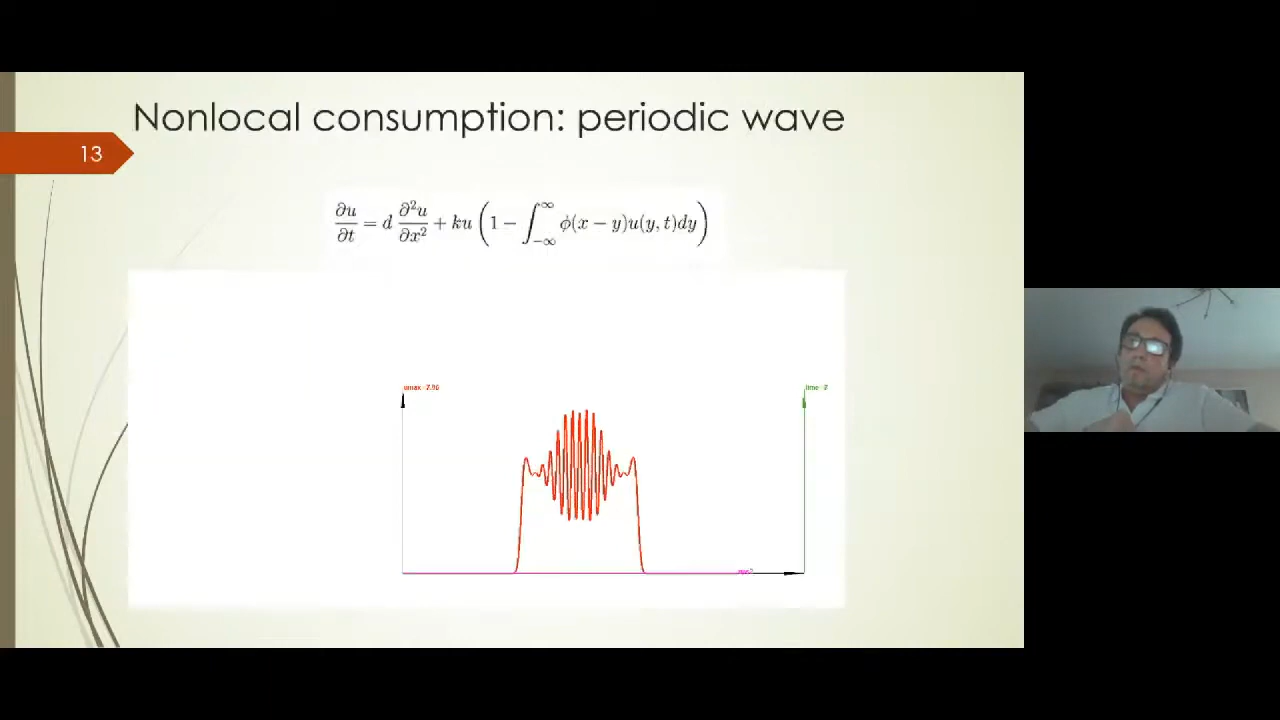 Nonlocal consumption: periodic wave
13
∂u/∂t = d ∂²u/∂x² + ku (1 − ∫_{−∞}^{∞} ϕ(x − y)u(y, t)dy)